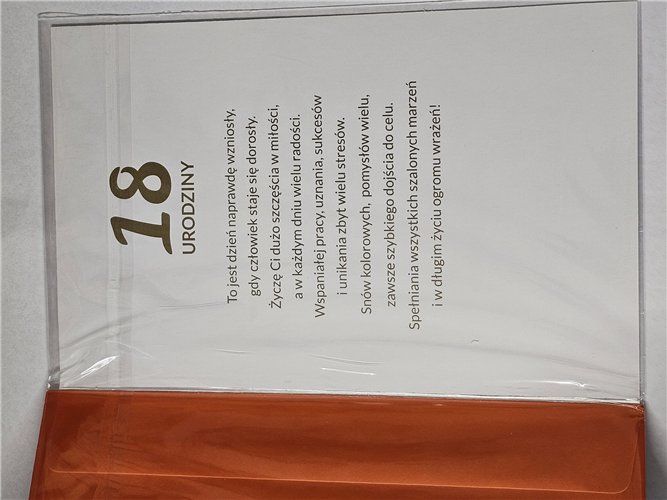 18
URODZINY
To jest dzień naprawdę wzniosły,
gdy człowiek staje się dorosły.
Życzę Ci dużo szczęścia w miłości,
a w każdym dniu wielu radości.
Wspaniałej pracy, uznania, sukcesów
i unikania zbyt wielu stresów.
Snów kolorowych, pomysłów wielu,
zawsze szybkiego dojścia do celu.
Spełniania wszystkich szalonych marzeń
i w długim życiu ogromu wrażeń!